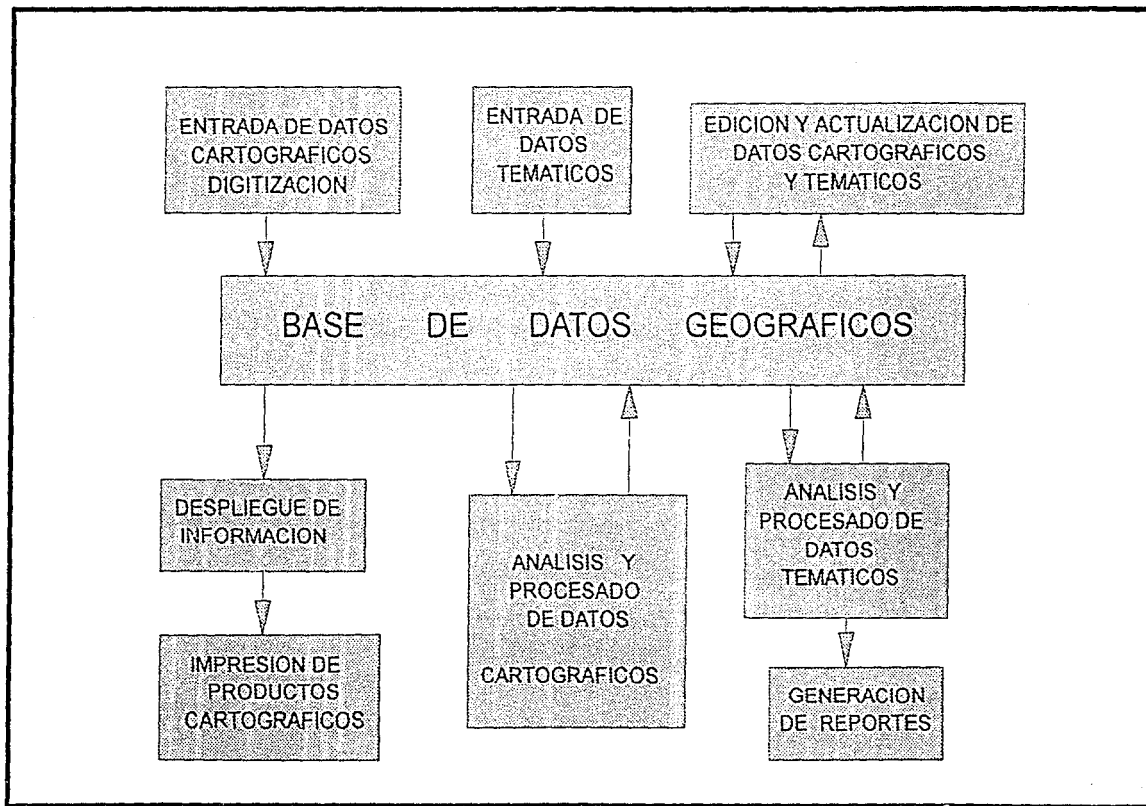 ENTRADA DE DATOS
CARTOGRAFICOS
DIGITIZACION
ENTRADA DE
DATOS
TEMATICOS
EDICION Y ACTUALIZACION DE
DATOS CARTOGRAFICOS
Y TEMATICOS
BASE DE DATOS GEOGRAFICOS
DESPLIEGUE DE
INFORMACION
ANALISIS Y
PROCESADO
DE DATOS
CARTOGRAFICOS
ANALISIS Y
PROCESADO DE
DATOS
TEMATICOS
IMPRESION DE
PRODUCTOS
CARTOGRAFICOS
GENERACION
DE REPORTES